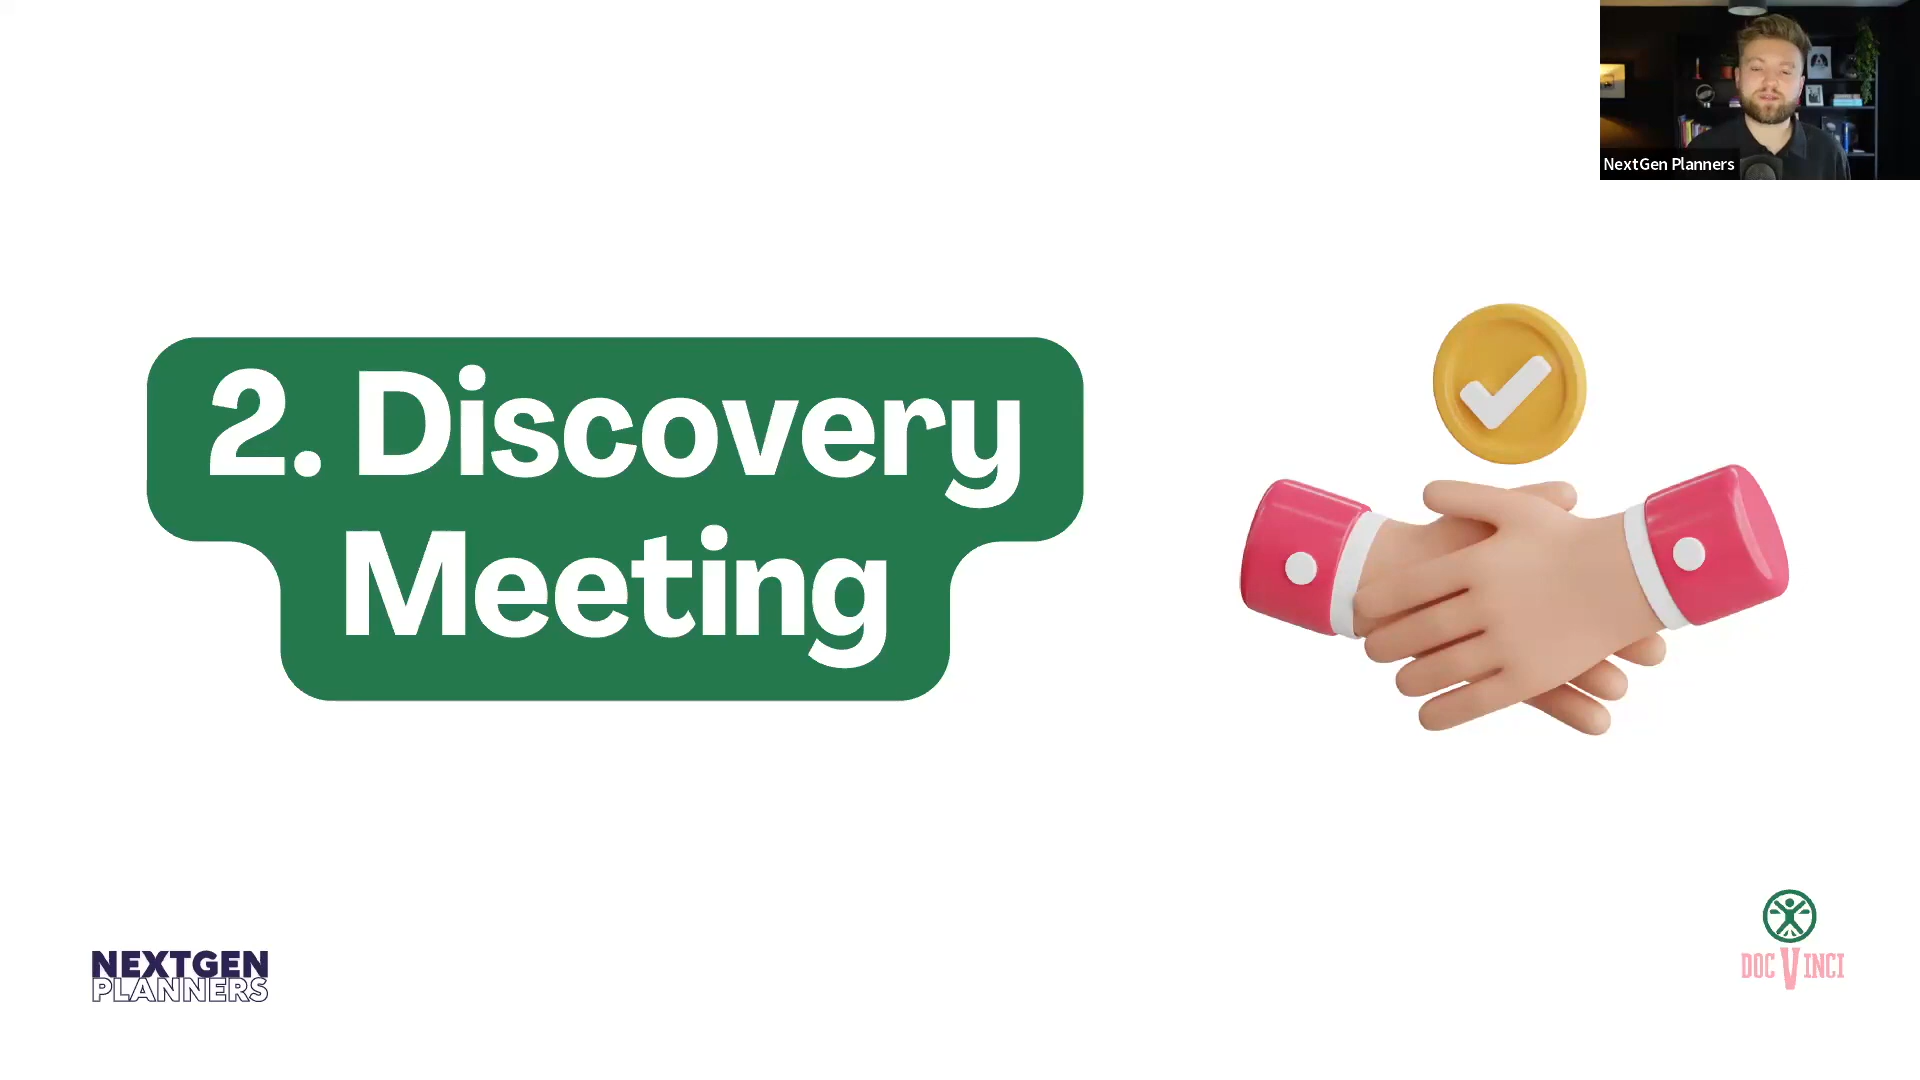 NextGen Planners
2. Discovery
Meeting
NEXTGEN
PLANNERS
DOC VINCI